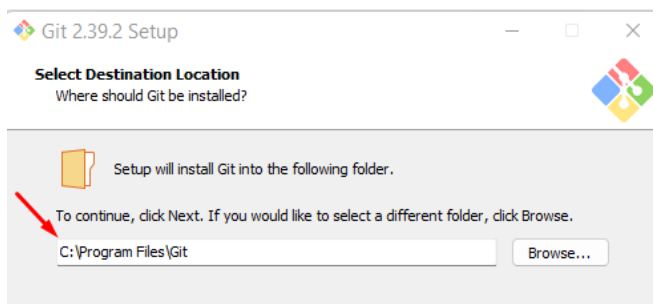 Git 2.39.2 Setup
Select Destination Location
Where should Git be installed?
Setup will install Git into the following folder.
To continue, click Next. If you would like to select a different folder, click Browse.
C:\Program Files\Git
Browse...